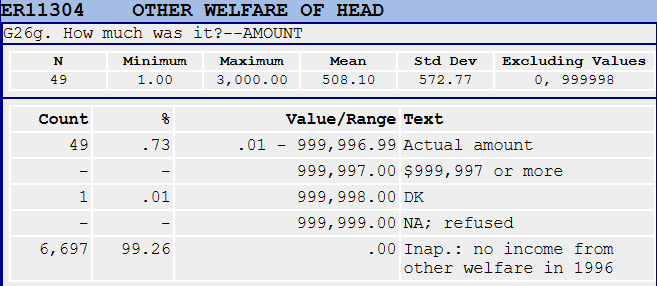 ER11304 OTHER WELFARE OF HEAD
G26g. How much was it?--AMOUNT
N Minimum Maximum Mean Std Dev Excluding Values
49 1.00 3,000.00 508.10 572.77 0, 999998
Count % Value/Range Text
49 .73 .01 - 999,996.99 Actual amount
- - 999,997.00 $999,997 or more
1 .01 999,998.00 DK
- - 999,999.00 NA; refused
6,697 99.26 .00 Inap.: no income from
other welfare in 1996